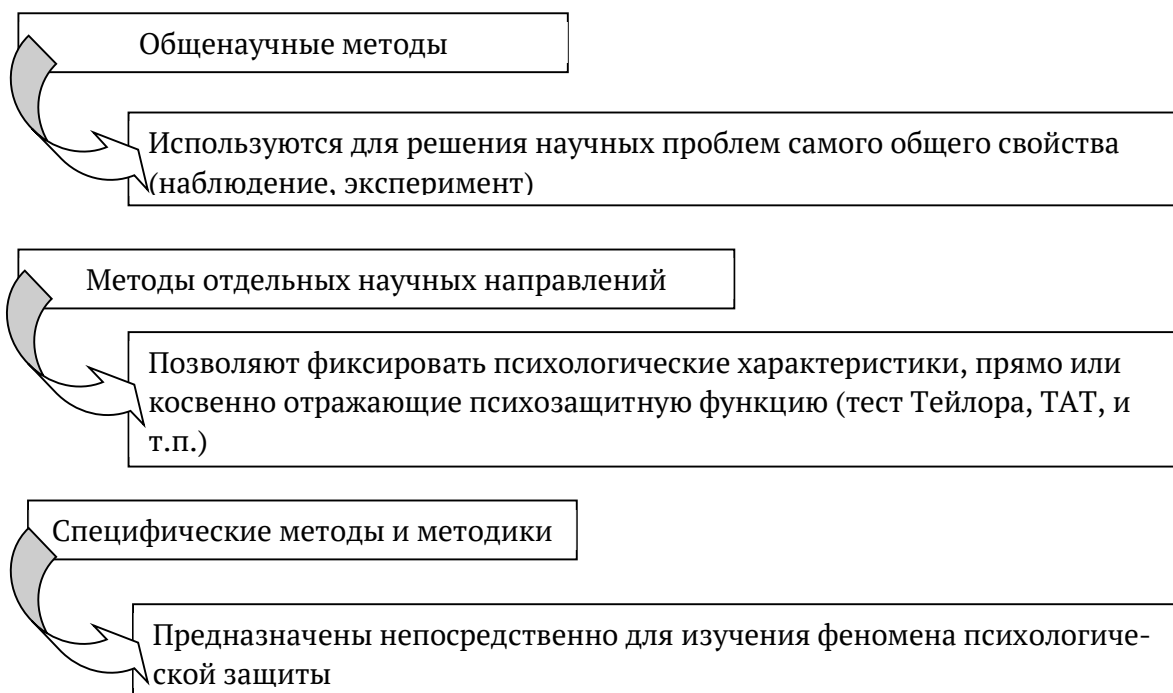 Общенаучные методы
Используются для решения научных проблем самого общего свойства
(наблюдение, эксперимент)
Методы отдельных научных направлений
Позволяют фиксировать психологические характеристики, прямо или
косвенно отражающие психозащитную функцию (тест Тейлора, ТАТ, и
т.п.)
Специфические методы и методики
Предназначены непосредственно для изучения феномена психологиче-
ской защиты